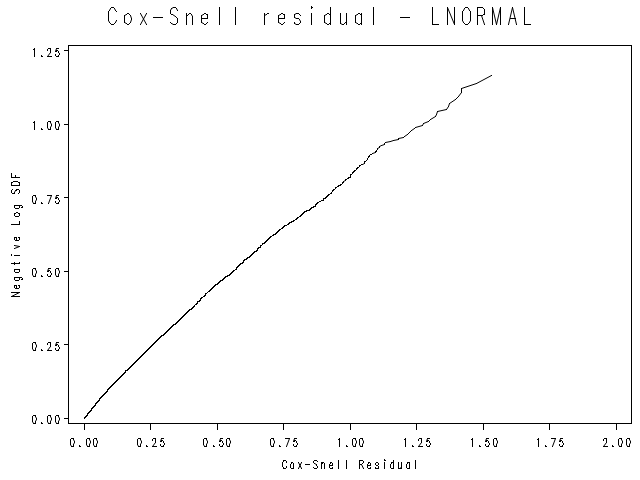 Cox-Snell residual - LNORMAL
1.25
1.00
0.75
0.50
0.25
0.00
Negative Log SDF
0.00 0.25 0.50 0.75 1.00 1.25 1.50 1.75 2.00
Cox-Snell Residual